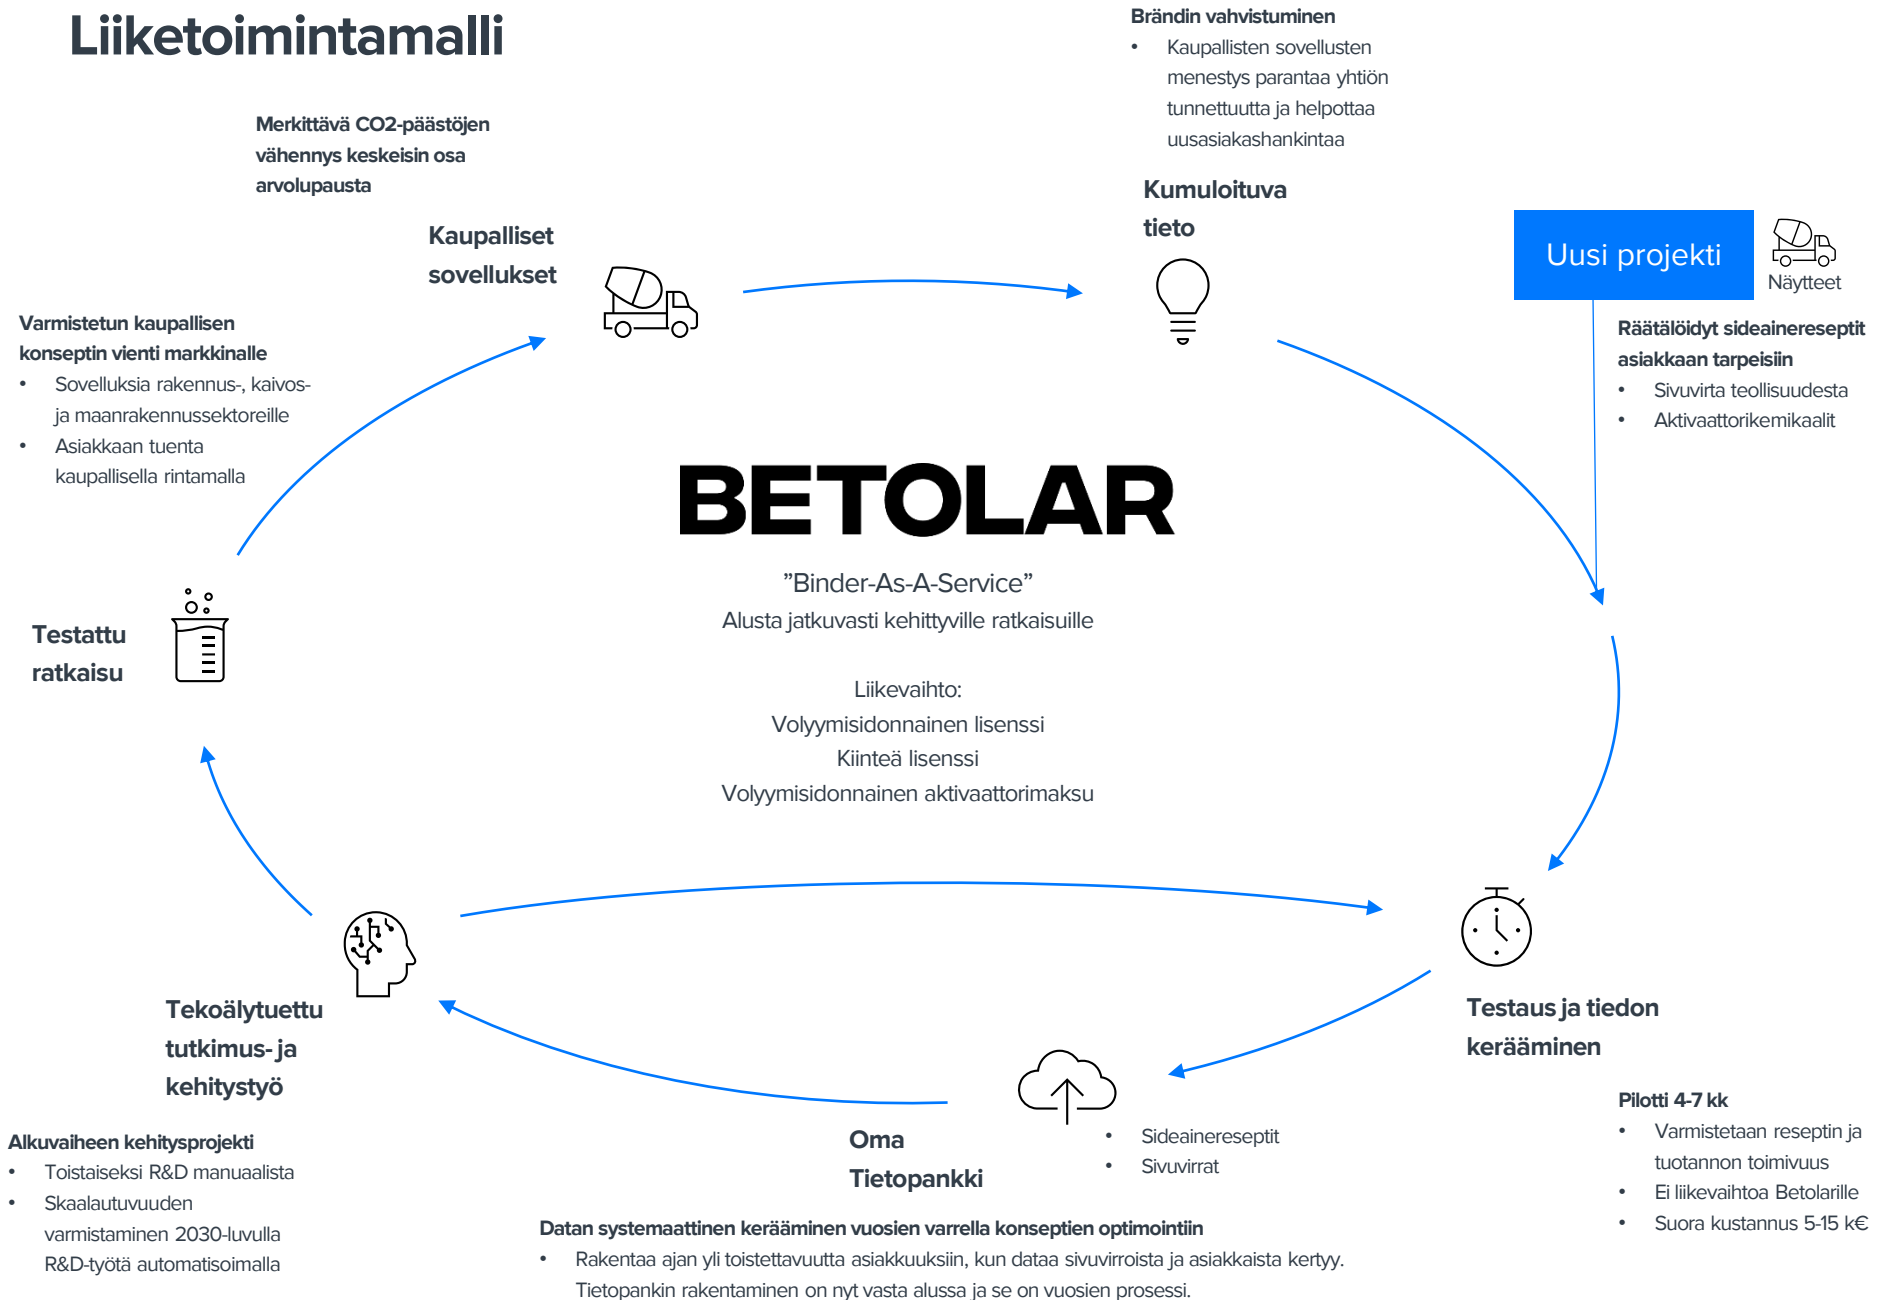 Liiketoimintamalli
Brändin vahvistuminen
• Kaupallisten sovellusten
menestys parantaa yhtiön
tunnettuutta ja helpottaa
uusasiakashankintaa
Merkittävä CO2-päästöjen
vähennys keskeisin osa
arvolupausta
Kumuloituva
tieto
Kaupalliset
sovellukset
Uusi projekti
Näytteet
Varmistetun kaupallisen
konseptin vienti markkinalle
• Sovelluksia rakennus-, kaivos-
ja maanrakennussektoreille
• Asiakkaan tuenta
kaupallisella rintamalla
Räätälöidyt sideainereseptit
asiakkaan tarpeisiin
• Sivuvirta teollisuudesta
• Aktivaattorikemikaalit
BETOLAR
”Binder-As-A-Service”
Alusta jatkuvasti kehittyville ratkaisuille
Liikevaihto:
Volyymisidonnainen lisenssi
Kiinteä lisenssi
Volyymisidonnainen aktivaattorimaksu
Testattu
ratkaisu
Tekoälytuettu
tutkimus- ja
kehitystyö
Testaus ja tiedon
kerääminen
Alkuvaiheen kehitysprojekti
• Toistaiseksi R&D manuaalista
• Skaalautuvuuden
varmistaminen 2030-luvulla
R&D-työtä automatisoimalla
Oma
Tietopankki
• Sideainereseptit
• Sivuvirrat
Pilotti 4-7 kk
• Varmistetaan reseptin ja
tuotannon toimivuus
• Ei liikevaihtoa Betolarille
• Suora kustannus 5-15 k€
Datan systemaattinen kerääminen vuosien varrella konseptien optimointiin
• Rakentaa ajan yli toistettavuutta asiakkuuksiin, kun dataa sivuvirroista ja asiakkaista kertyy.
Tietopankin rakentaminen on nyt vasta alussa ja se on vuosien prosessi.